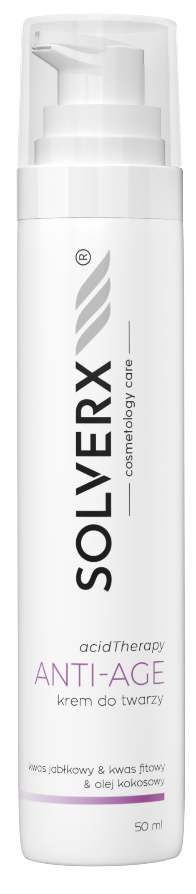 SOLVERX®
cosmetology care
acidTherapy
ANTI-AGE
krem do twarzy
kwas jabłkowy & kwas fitowy
& olej kokosowy
50 ml